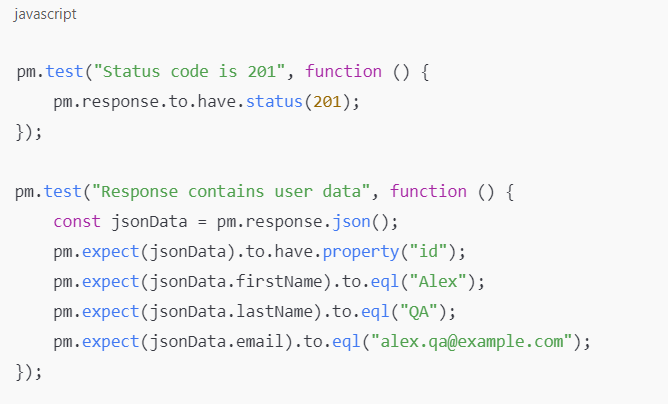 javascript
pm.test("Status code is 201", function () {
    pm.response.to.have.status(201);
});
pm.test("Response contains user data", function () {
    const jsonData = pm.response.json();
    pm.expect(jsonData).to.have.property("id");
    pm.expect(jsonData.firstName).to.eql("Alex");
    pm.expect(jsonData.lastName).to.eql("QA");
    pm.expect(jsonData.email).to.eql("alex.qa@example.com");
});